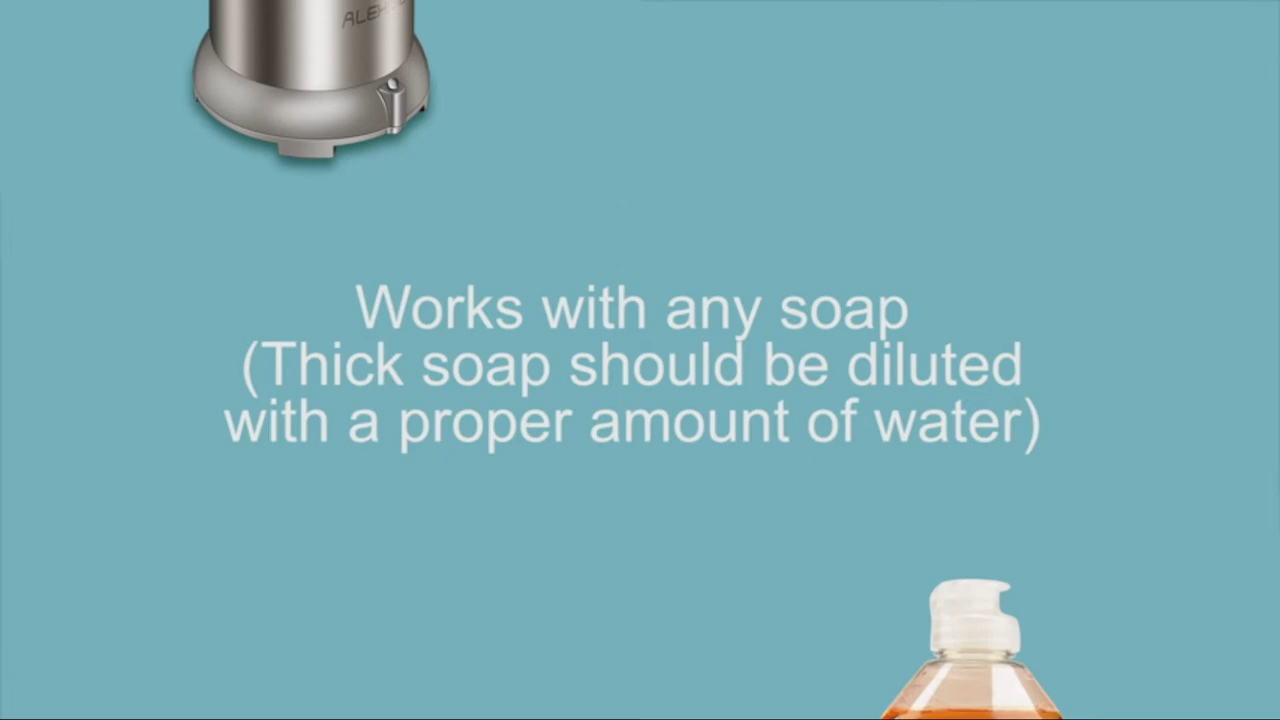 Works with any soap
(Thick soap should be diluted
with a proper amount of water)